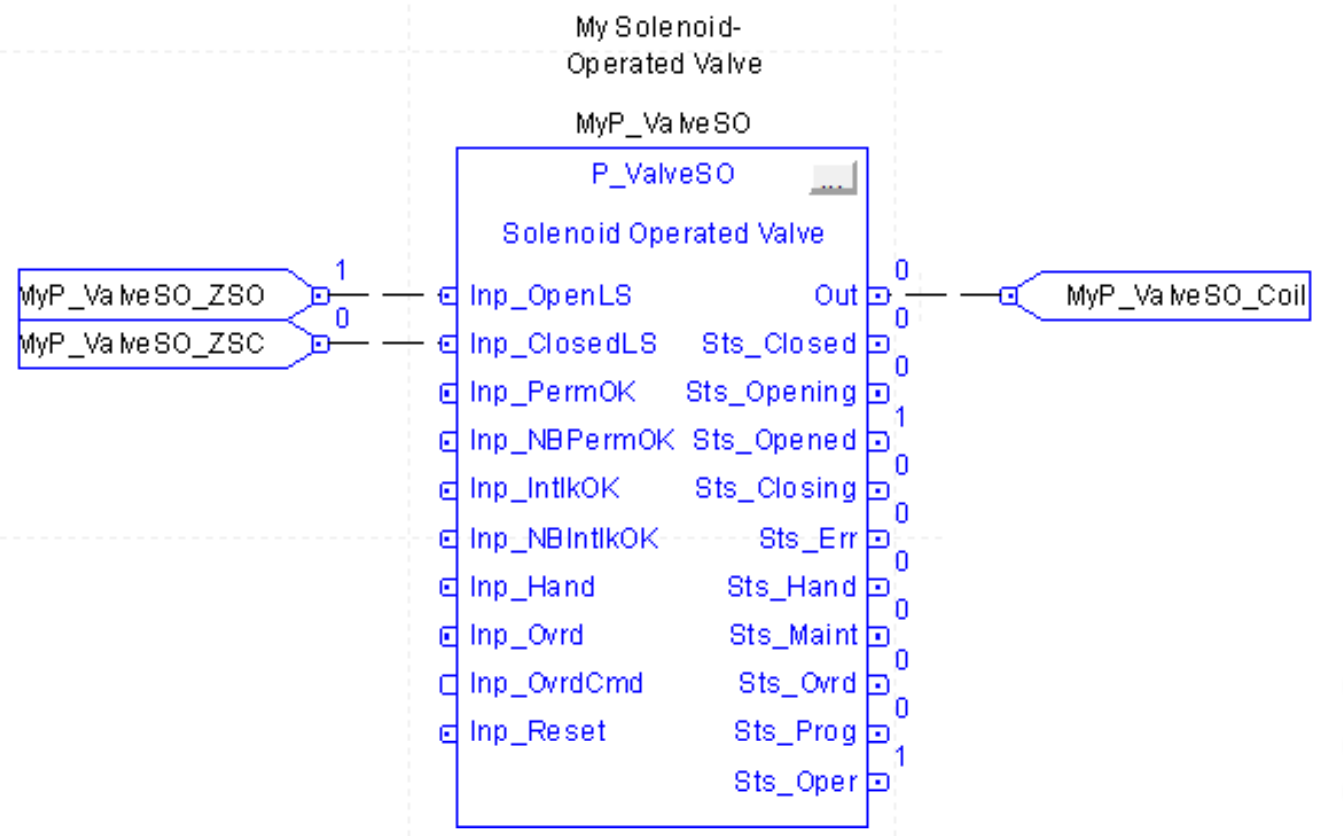 My Solenoid-
Operated Valve
MyP_ValveSO
P_ValveSO ...
Solenoid Operated Valve
MyP_ValveSO_ZSO 1 Inp_OpenLS Out 0 MyP_ValveSO_Coil
MyP_ValveSO_ZSC 0 Inp_ClosedLS Sts_Closed 0
Inp_PermOK Sts_Opening 0
Inp_NBPermOK Sts_Opened 1
Inp_IntlkOK Sts_Closing 0
Inp_NBIntlkOK Sts_Err 0
Inp_Hand Sts_Hand 0
Inp_Ovrd Sts_Maint 0
Inp_OvrdCmd Sts_Ovrd 0
Inp_Reset Sts_Prog 0
Sts_Oper 1